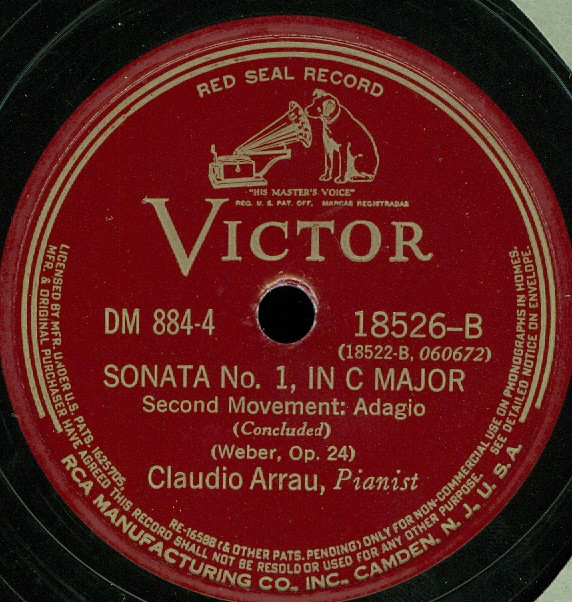 RED SEAL RECORD
"HIS MASTER'S VOICE"
REG. U. S. PAT. OFF. MARCAS REGISTRADAS
VICTOR
DM 884-4
18526-B
(18522-B, 060672)
SONATA No. 1, IN C MAJOR
Second Movement: Adagio
(Concluded)
(Weber, Op. 24)
Claudio Arrau, Pianist
LICENSED BY MFR. UNDER U.S. PATS. 1625705, RE-16588 (& OTHER PATS. PENDING) ONLY FOR NON-COMMERCIAL USE ON PHONOGRAPHS IN HOMES.
MFR. & ORIGINAL PURCHASER HAVE AGREED THIS RECORD SHALL NOT BE RESOLD OR USED FOR ANY OTHER PURPOSE. SEE DETAILED NOTICE ON ENVELOPE.
RCA MANUFACTURING CO., INC., CAMDEN, N. J., U. S. A.